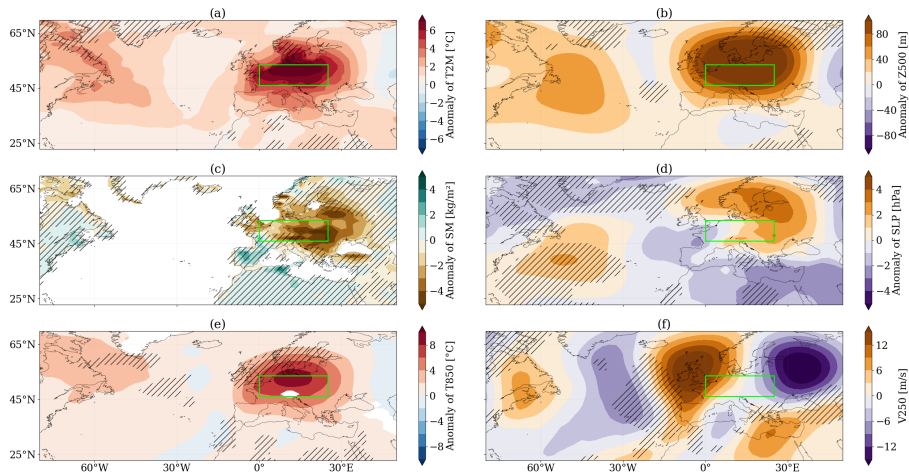 (a)
65°N
45°N
25°N
6
4
2
0
−2
−4
−6
Anomaly of T2M [°C]
(b)
80
40
0
−40
−80
Anomaly of Z500 [m]
(c)
65°N
45°N
25°N
4
2
0
−2
−4
Anomaly of SM [kg/m²]
(d)
4
2
0
−2
−4
Anomaly of SLP [hPa]
(e)
65°N
45°N
25°N
60°W
30°W
0°
30°E
8
4
0
−4
−8
Anomaly of T850 [°C]
(f)
60°W
30°W
0°
30°E
12
6
0
−6
−12
V250 [m/s]